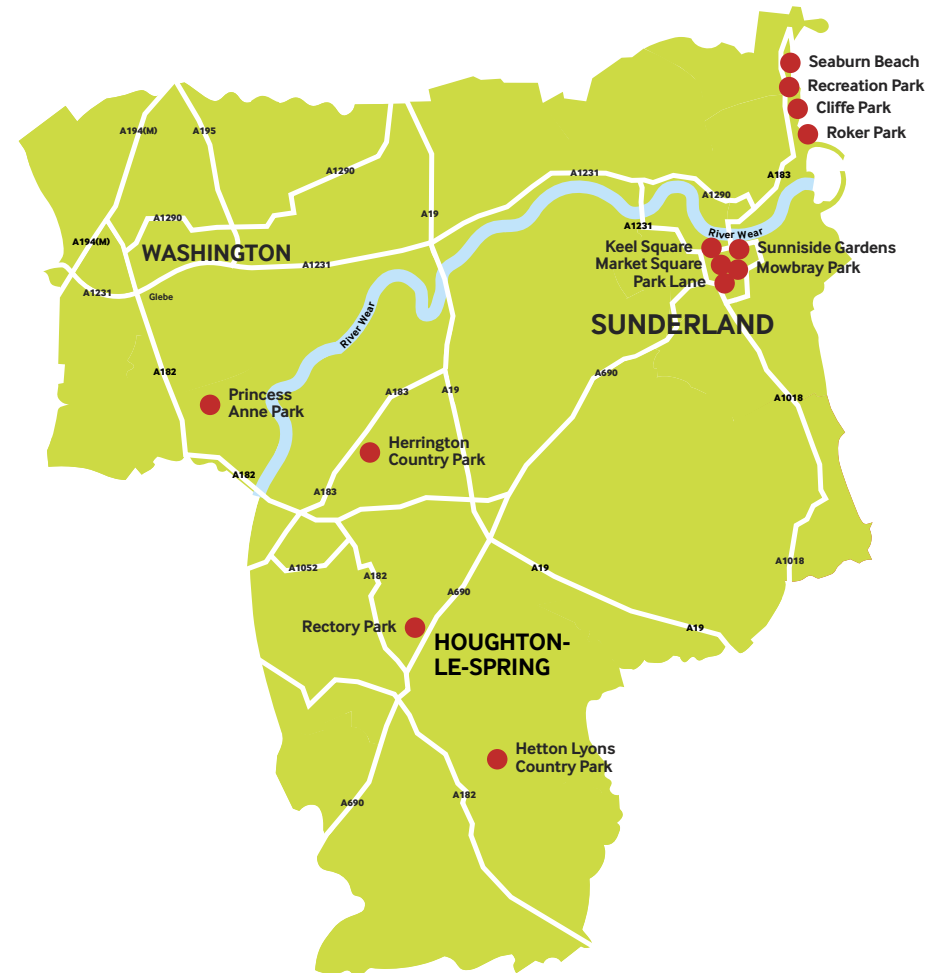 Seaburn Beach
Recreation Park
Cliffe Park
Roker Park
A194(M)
A195
A1290
A1231
A183
A1290
A19
A1290
A1231
River Wear
A194(M)
WASHINGTON
Keel Square
Sunniside Gardens
Market Square
Mowbray Park
Park Lane
A1231
A1231
Glebe
River Wear
SUNDERLAND
A182
A690
Princess
Anne Park
A183
A19
A1018
Herrington
Country Park
A182
A183
A1052
A182
A19
A1018
A690
Rectory Park
A19
HOUGHTON-
LE-SPRING
Hetton Lyons
Country Park
A690
A182